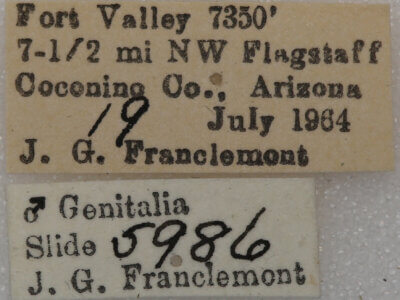 Fort Valley 7350'
7-1/2 mi NW Flagstaff
Coconino Co., Arizona
19 July 1964
J. G. Franclemont
♂ Genitalia
Slide 5986
J. G. Franclemont